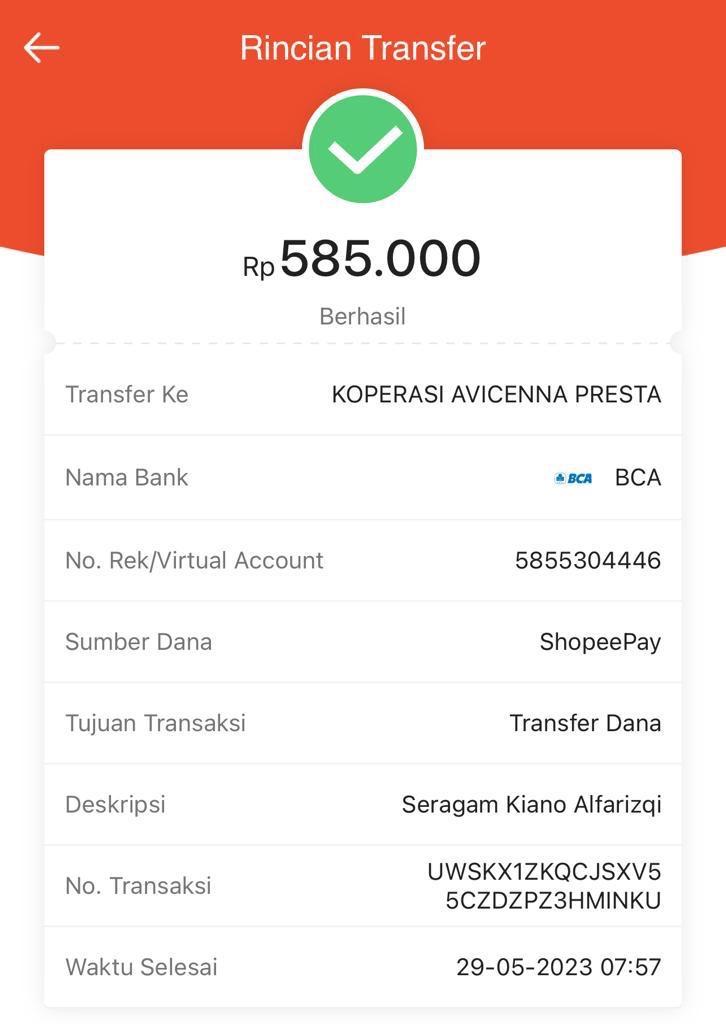 Rincian Transfer
Rp585.000
Berhasil
Transfer Ke KOPERASI AVICENNA PRESTA
Nama Bank BCA BCA
No. Rek/Virtual Account 5855304446
Sumber Dana ShopeePay
Tujuan Transaksi Transfer Dana
Deskripsi Seragam Kiano Alfarizqi
No. Transaksi UWSKX1ZKQCJSXV5
5CZDZPZ3HMINKU
Waktu Selesai 29-05-2023 07:57